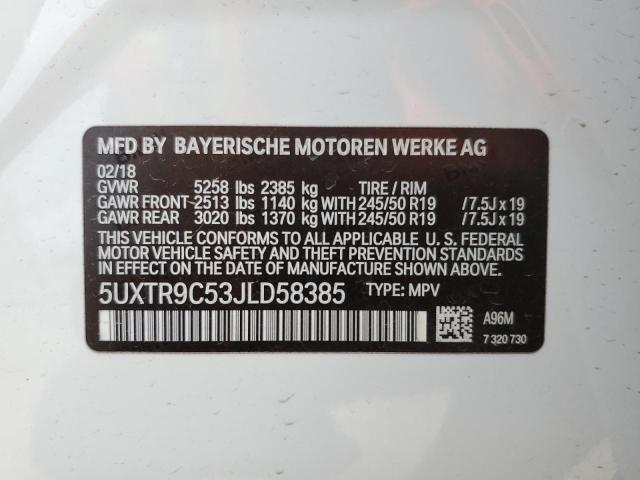 MFD BY BAYERISCHE MOTOREN WERKE AG
02/18
GVWR 5258 lbs 2385 kg TIRE / RIM
GAWR FRONT 2513 lbs 1140 kg WITH 245/50 R19 /7.5J x 19
GAWR REAR 3020 lbs 1370 kg WITH 245/50 R19 /7.5J x 19
THIS VEHICLE CONFORMS TO ALL APPLICABLE U. S. FEDERAL
MOTOR VEHICLE SAFETY AND THEFT PREVENTION STANDARDS
IN EFFECT ON THE DATE OF MANUFACTURE SHOWN ABOVE.
5UXTR9C53JLD58385 TYPE: MPV
A96M
7 320 730